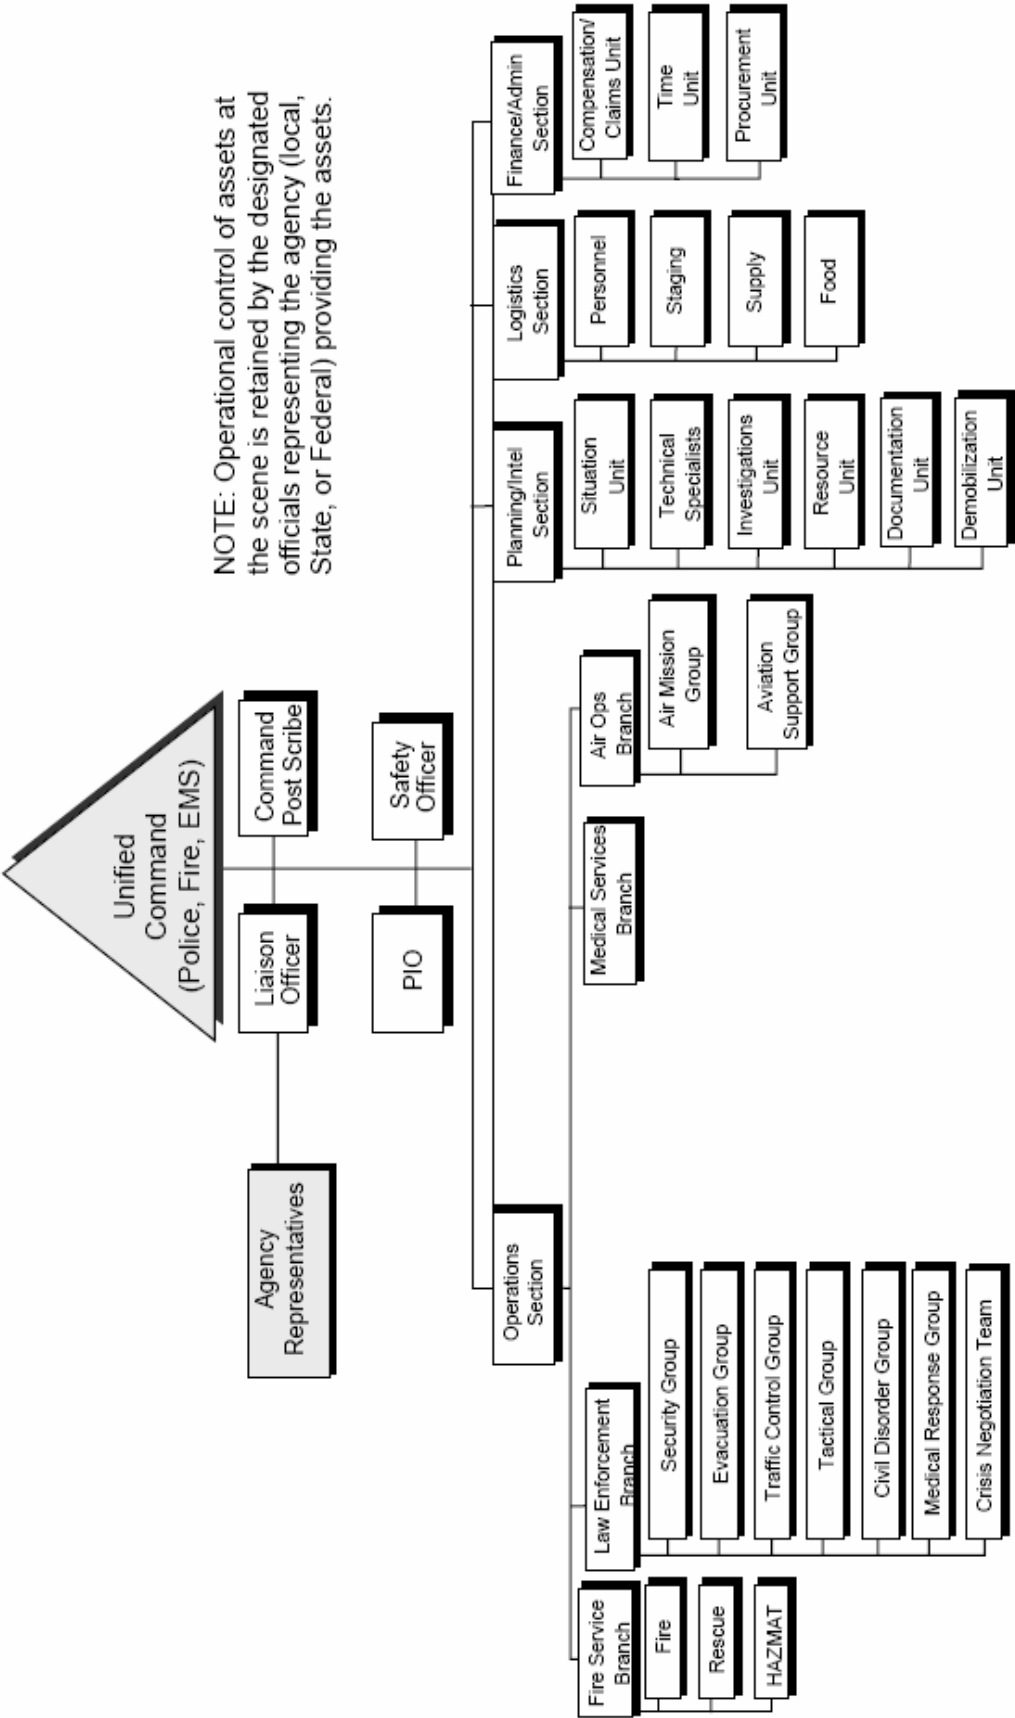 Unified
Command
(Police, Fire, EMS)
NOTE: Operational control of assets at
the scene is retained by the designated
officials representing the agency (local,
State, or Federal) providing the assets.
Agency
Representatives
Liaison
Officer
Command
Post Scribe
PIO
Safety
Officer
Operations
Section
Planning/Intel
Section
Logistics
Section
Finance/Admin
Section
Fire Service
Branch
Fire
Rescue
HAZMAT
Law Enforcement
Branch
Security Group
Evacuation Group
Traffic Control Group
Tactical Group
Civil Disorder Group
Medical Response Group
Crisis Negotiation Team
Medical Services
Branch
Air Ops
Branch
Air Mission
Group
Aviation
Support Group
Situation
Unit
Technical
Specialists
Investigations
Unit
Resource
Unit
Documentation
Unit
Demobilization
Unit
Personnel
Staging
Supply
Food
Compensation/
Claims Unit
Time
Unit
Procurement
Unit